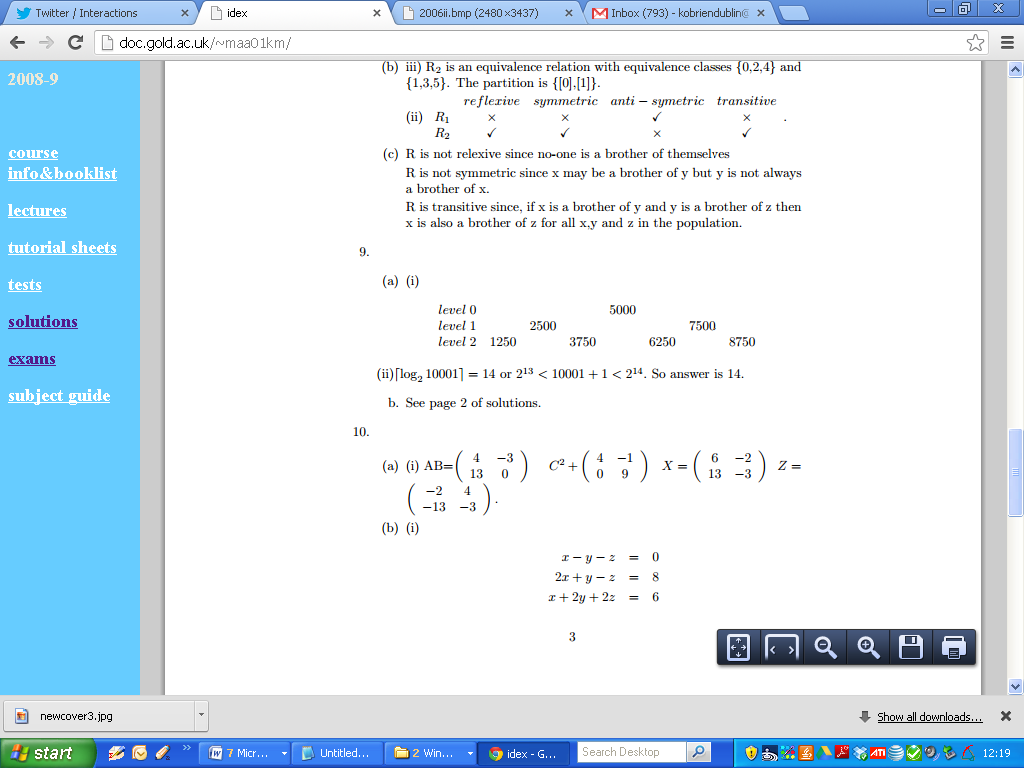 Twitter / Interactions
idex
2006ii.bmp (2480×3437)
Inbox (793) - kobriendublin@
doc.gold.ac.uk/~maa01km/
2008-9
course
info&booklist
lectures
tutorial sheets
tests
solutions
exams
subject guide
(b) iii) R₂ is an equivalence relation with equivalence classes {0,2,4} and
{1,3,5}. The partition is {[0],[1]}.
reflexive symmetric anti − symetric transitive
(ii) R₁ × × ✓ × .
R₂ ✓ ✓ × ✓
(c) R is not relexive since no-one is a brother of themselves
R is not symmetric since x may be a brother of y but y is not always
a brother of x.
R is transitive since, if x is a brother of y and y is a brother of z then
x is also a brother of z for all x,y and z in the population.
9.
(a) (i)
level 0 5000
level 1 2500 7500
level 2 1250 3750 6250 8750
(ii)⌈log₂ 10001⌉ = 14 or 2¹³ < 10001 + 1 < 2¹⁴. So answer is 14.
b. See page 2 of solutions.
10.
(a) (i) AB=( 4 −3 13 0 ) C²+( 4 −1 0 9 ) X = ( 6 −2 13 −3 ) Z =
( −2 4 −13 −3 ).
(b) (i)
x − y − z = 0
2x + y − z = 8
x + 2y + 2z = 6
3
newcover3.jpg
Show all downloads...
start
7 Micr...
Untitled...
2 Win...
idex - G...
Search Desktop
12:19